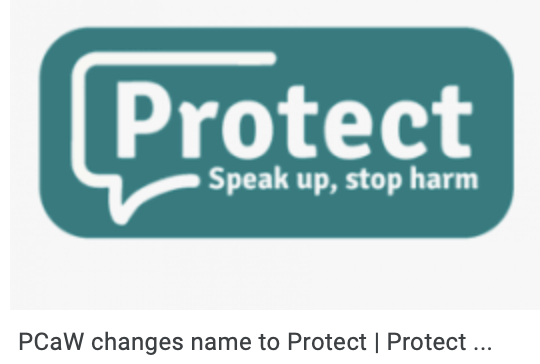 Protect
Speak up, stop harm
PCaW changes name to Protect | Protect ...